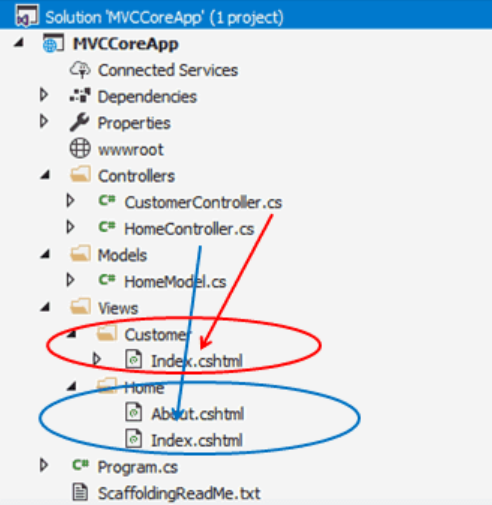 Solution 'MVCCoreApp' (1 project)
MVCCoreApp
Connected Services
Dependencies
Properties
wwwroot
Controllers
C# CustomerController.cs
C# HomeController.cs
Models
C# HomeModel.cs
Views
Customer
Index.cshtml
Home
About.cshtml
Index.cshtml
C# Program.cs
ScaffoldingReadMe.txt